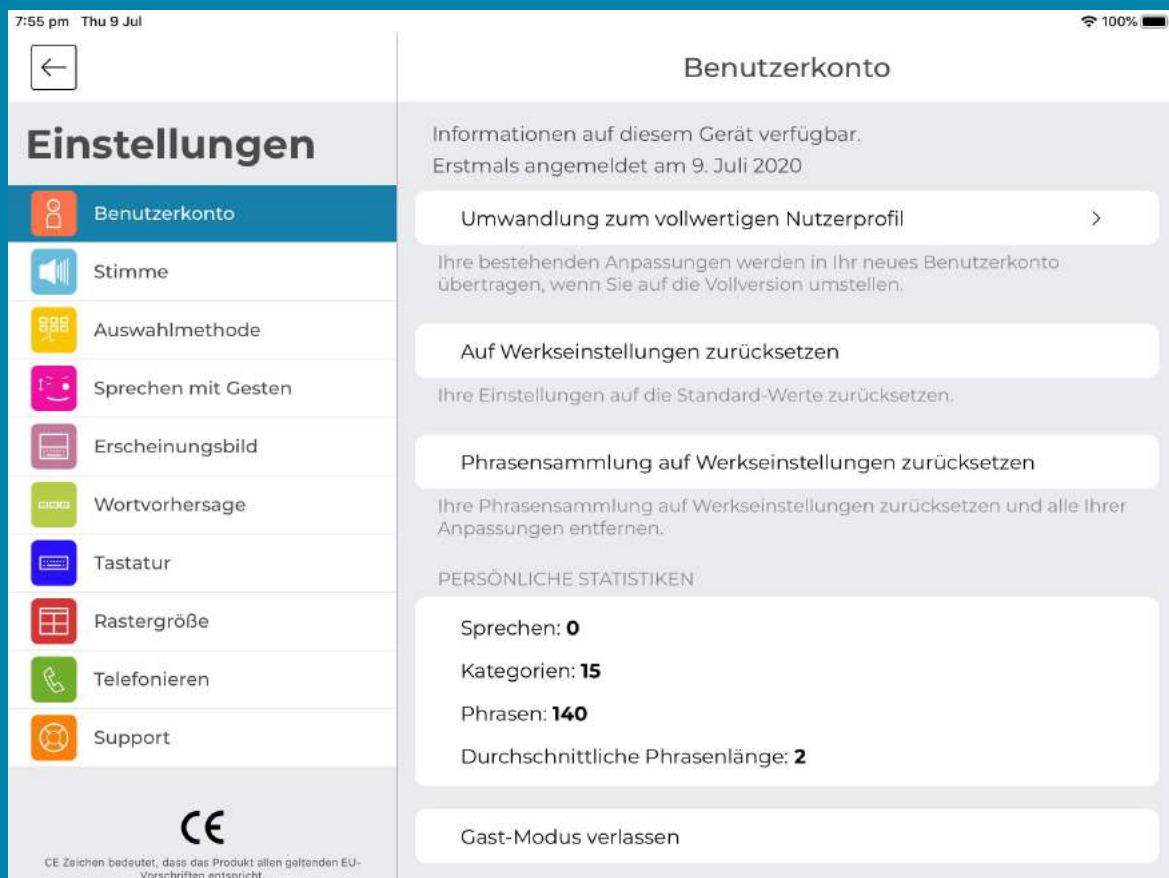 7:55 pm Thu 9 Jul
100%
Einstellungen
Benutzerkonto
Stimme
Auswahlmethode
Sprechen mit Gesten
Erscheinungsbild
Wortvorhersage
Tastatur
Rastergröße
Telefonieren
Support
CE
CE Zeichen bedeutet, dass das Produkt allen geltenden EU-
Vorschriften entspricht.
Benutzerkonto
Informationen auf diesem Gerät verfügbar.
Erstmals angemeldet am 9. Juli 2020
Umwandlung zum vollwertigen Nutzerprofil
Ihre bestehenden Anpassungen werden in Ihr neues Benutzerkonto
übertragen, wenn Sie auf die Vollversion umstellen.
Auf Werkseinstellungen zurücksetzen
Ihre Einstellungen auf die Standard-Werte zurücksetzen.
Phrasensammlung auf Werkseinstellungen zurücksetzen
Ihre Phrasensammlung auf Werkseinstellungen zurücksetzen und alle Ihrer
Anpassungen entfernen.
PERSÖNLICHE STATISTIKEN
Sprechen: 0
Kategorien: 15
Phrasen: 140
Durchschnittliche Phrasenlänge: 2
Gast-Modus verlassen